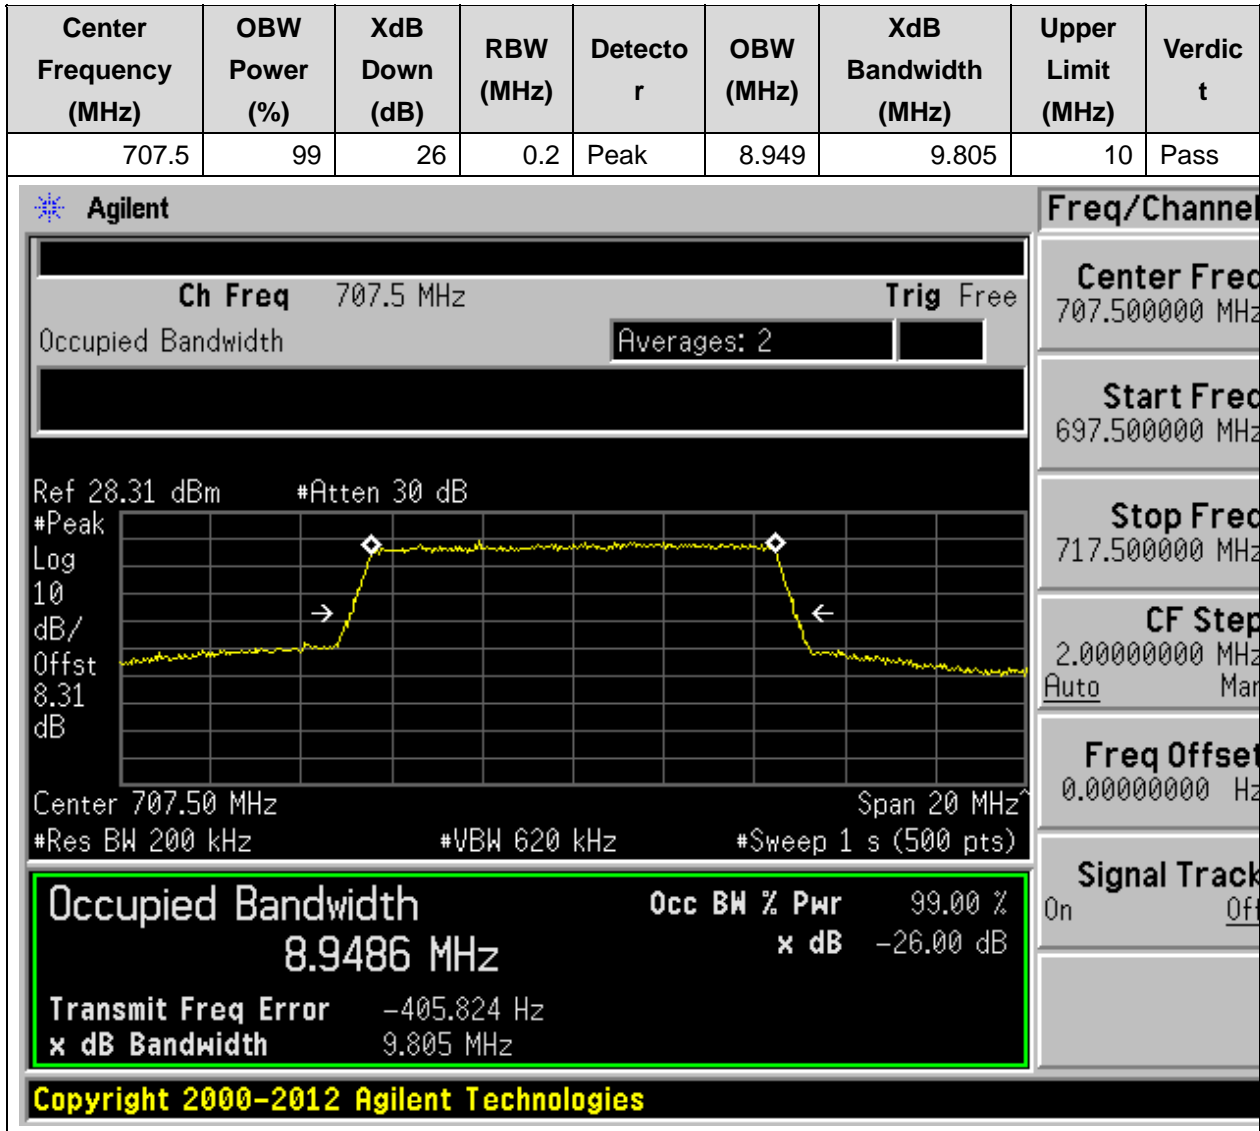 Center Frequency (MHz) OBW Power (%) XdB Down (dB) RBW (MHz) Detector OBW (MHz) XdB Bandwidth (MHz) Upper Limit (MHz) Verdict
707.5 99 26 0.2 Peak 8.949 9.805 10 Pass
Agilent
Freq/Channel
Ch Freq 707.5 MHz Trig Free
Occupied Bandwidth Averages: 2
Center Freq
707.500000 MHz
Start Freq
697.500000 MHz
Stop Freq
717.500000 MHz
CF Step
2.00000000 MHz
Auto Man
Freq Offset
0.00000000 Hz
Signal Track
On Off
Ref 28.31 dBm #Atten 30 dB
#Peak
Log
10
dB/
Offst
8.31
dB
Center 707.50 MHz Span 20 MHz^
#Res BW 200 kHz #VBW 620 kHz #Sweep 1 s (500 pts)
Occupied Bandwidth Occ BW % Pwr 99.00 %
8.9486 MHz x dB -26.00 dB
Transmit Freq Error -405.824 Hz
x dB Bandwidth 9.805 MHz
Copyright 2000-2012 Agilent Technologies